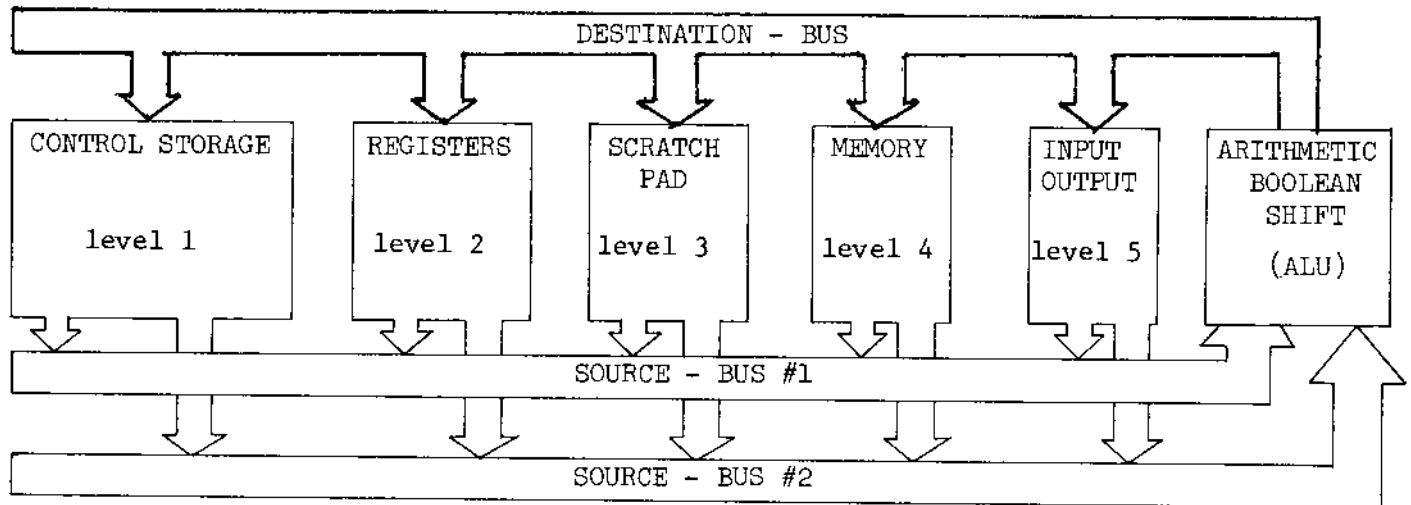 DESTINATION - BUS
CONTROL STORAGE
level 1
REGISTERS
level 2
SCRATCH
PAD
level 3
MEMORY
level 4
INPUT
OUTPUT
level 5
ARITHMETIC
BOOLEAN
SHIFT
(ALU)
SOURCE - BUS #1
SOURCE - BUS #2